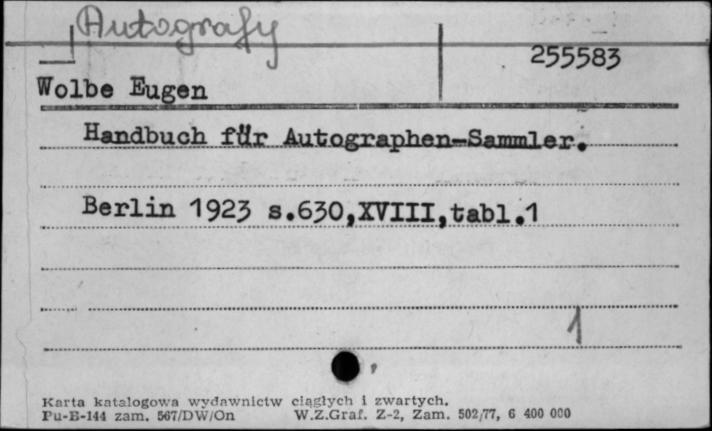 Autografy
255583
Wolbe Eugen
Handbuch für Autographen-Sammler.
Berlin 1923 s.630,XVIII,tabl.1
1
Karta katalogowa wydawnictw ciągłych i zwartych.
Pu-B-144 zam. 567/DW/On W.Z.Graf. Z-2, Zam. 502/77, 6 400 000